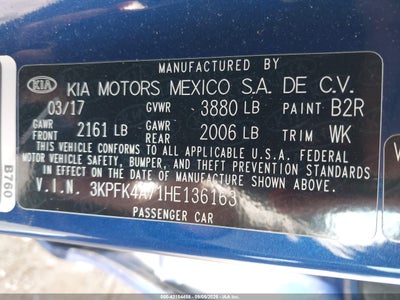 MANUFACTURED BY
KIA KIA MOTORS MEXICO S.A. DE C.V.
03/17 GVWR 3880 LB PAINT B2R
GAWR FRONT 2161 LB GAWR REAR 2006 LB TRIM WK
THIS VEHICLE CONFORMS TO ALL APPLICABLE U.S.A. FEDERAL
MOTOR VEHICLE SAFETY, BUMPER, AND THEFT PREVENTION STANDARDS
IN EFFECT ON THE DATE OF MANUFACTURE SHOWN ABOVE.
V.I.N. 3KPFK4A71HE136163
PASSENGER CAR
B760